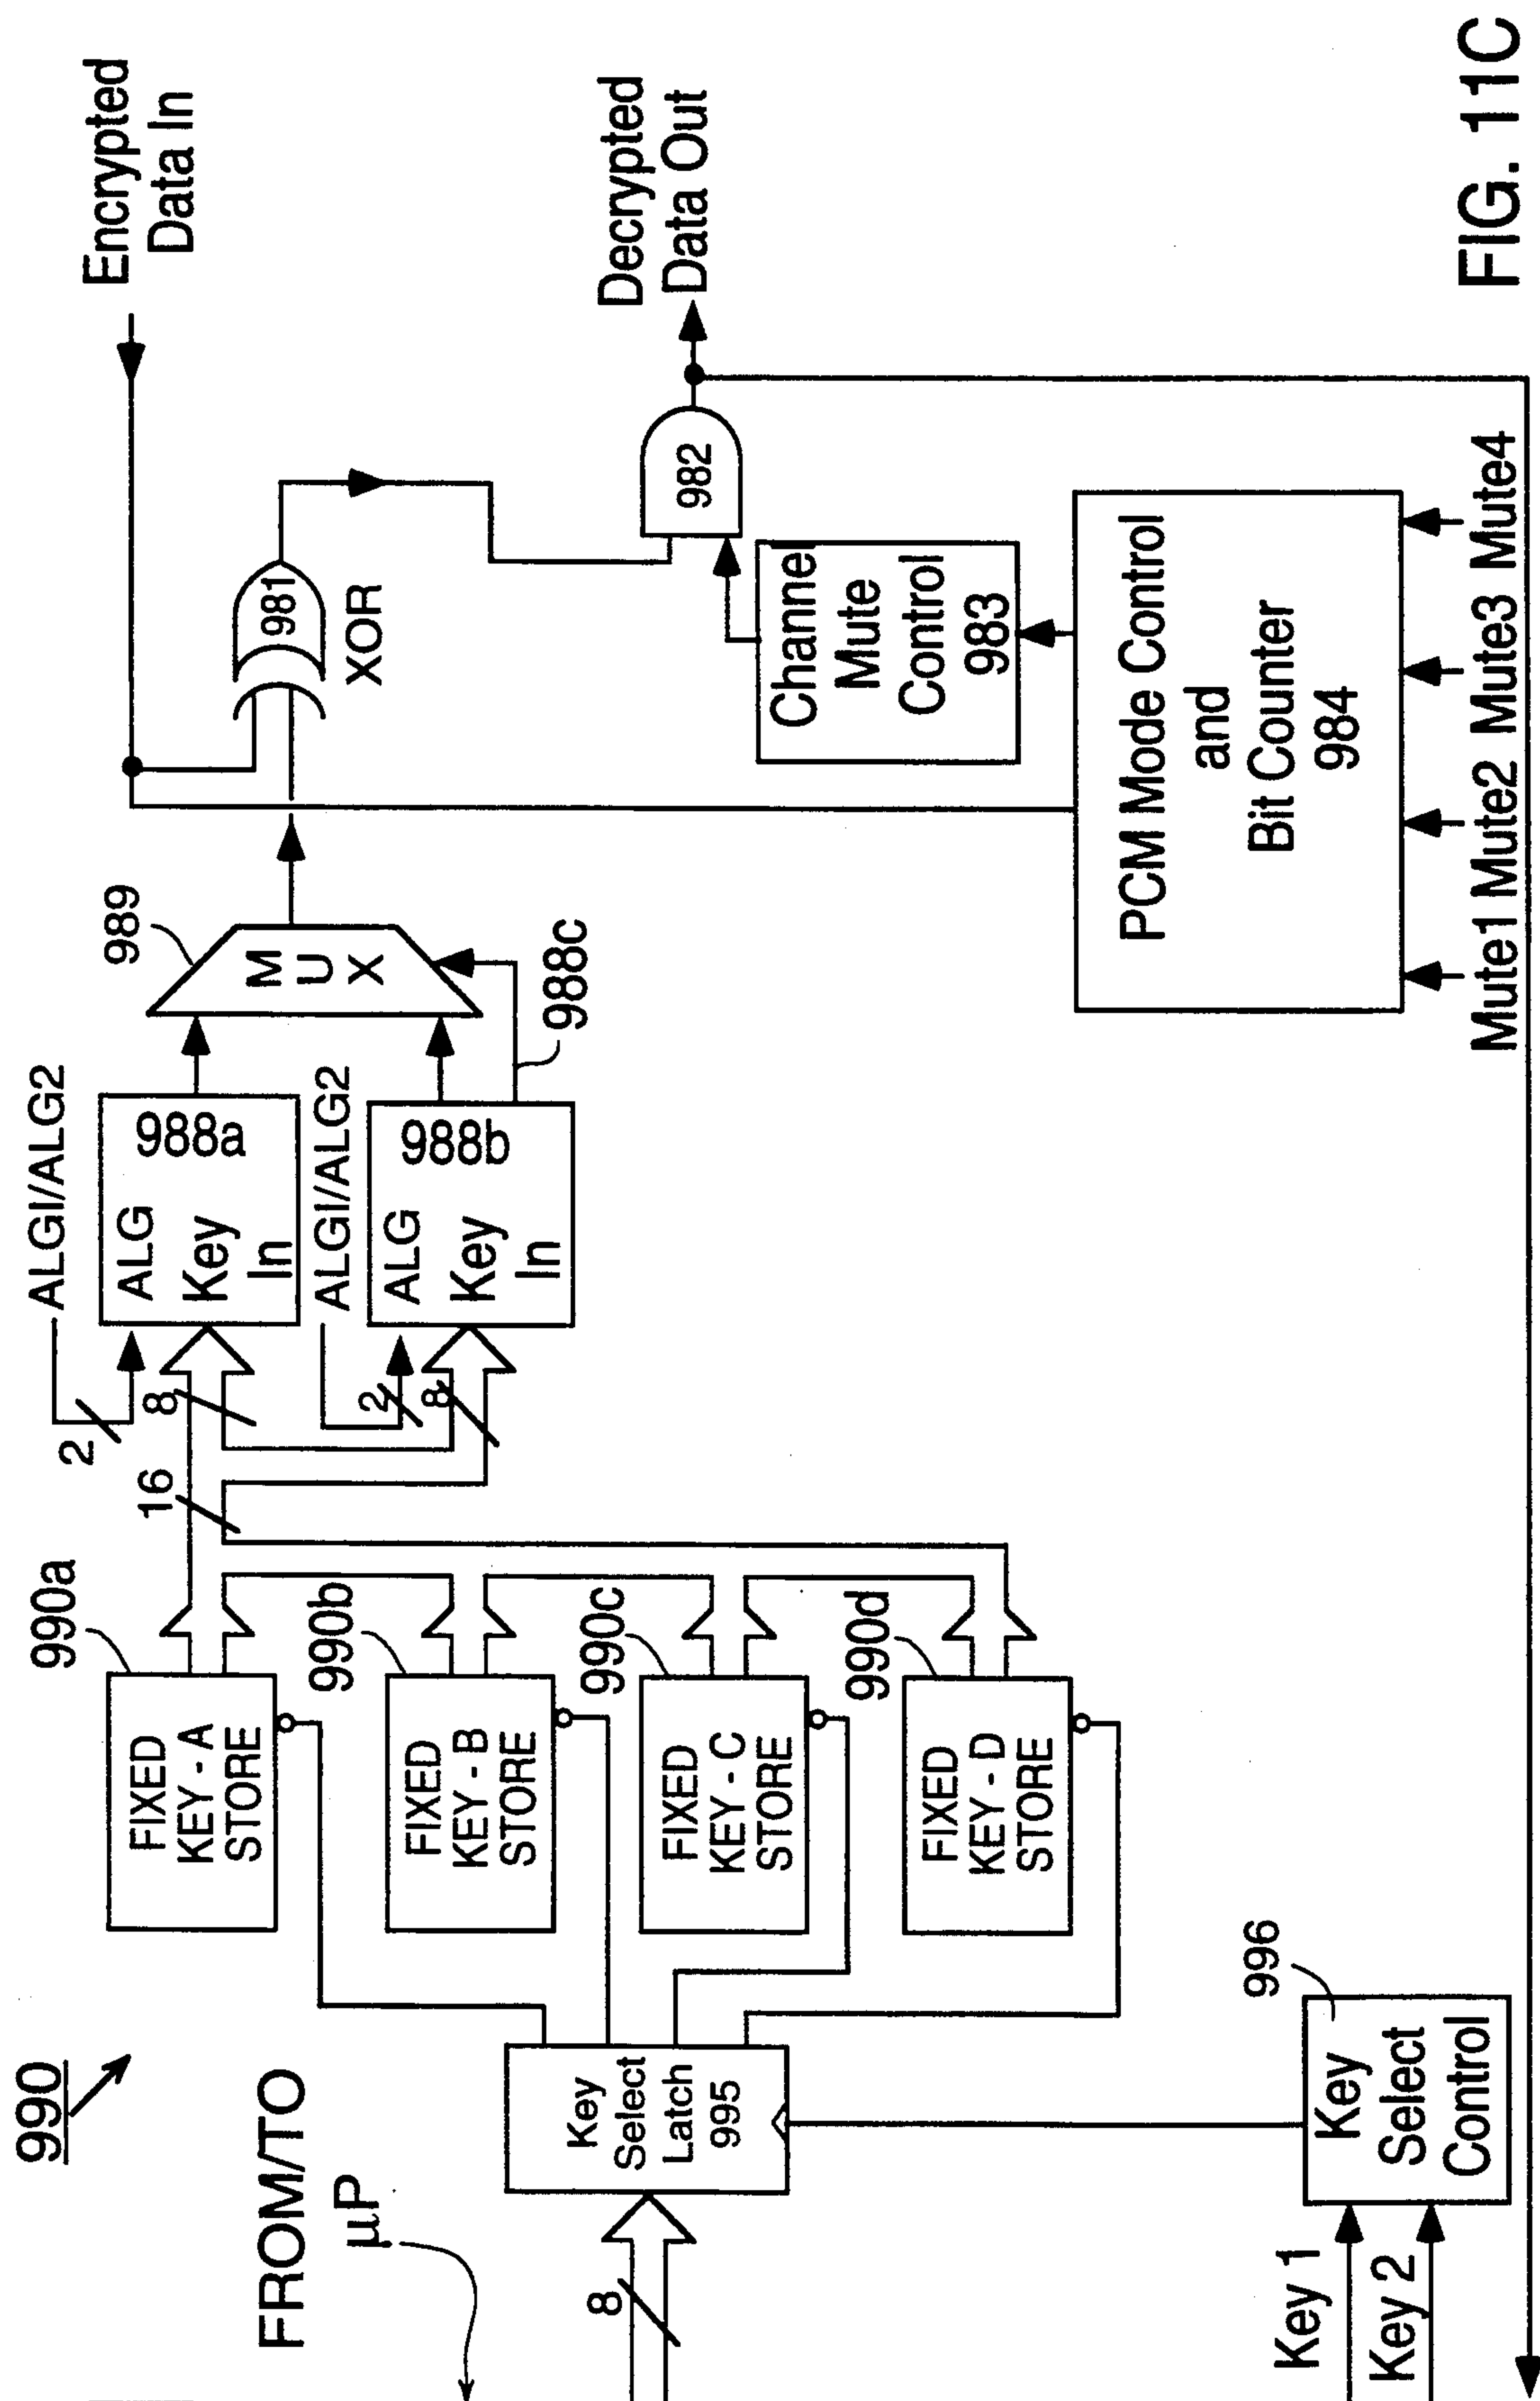 990
FROM/TO
µP
8
Key
Select
Latch
995
Key 1
Key 2
Key
Select
Control
996
FIXED
KEY - A
STORE
990a
FIXED
KEY - B
STORE
990b
FIXED
KEY - C
STORE
990c
FIXED
KEY - D
STORE
990d
16
8
2
ALGI/ALG2
ALG
988a
Key
In
2
8
ALGI/ALG2
ALG
988b
Key
In
988c
989
M
U
X
981
XOR
Encrypted
Data In
982
Decrypted
Data Out
Channel
Mute
Control
983
PCM Mode Control
and
Bit Counter
984
Mute1 Mute2 Mute3 Mute4
FIG. 11C